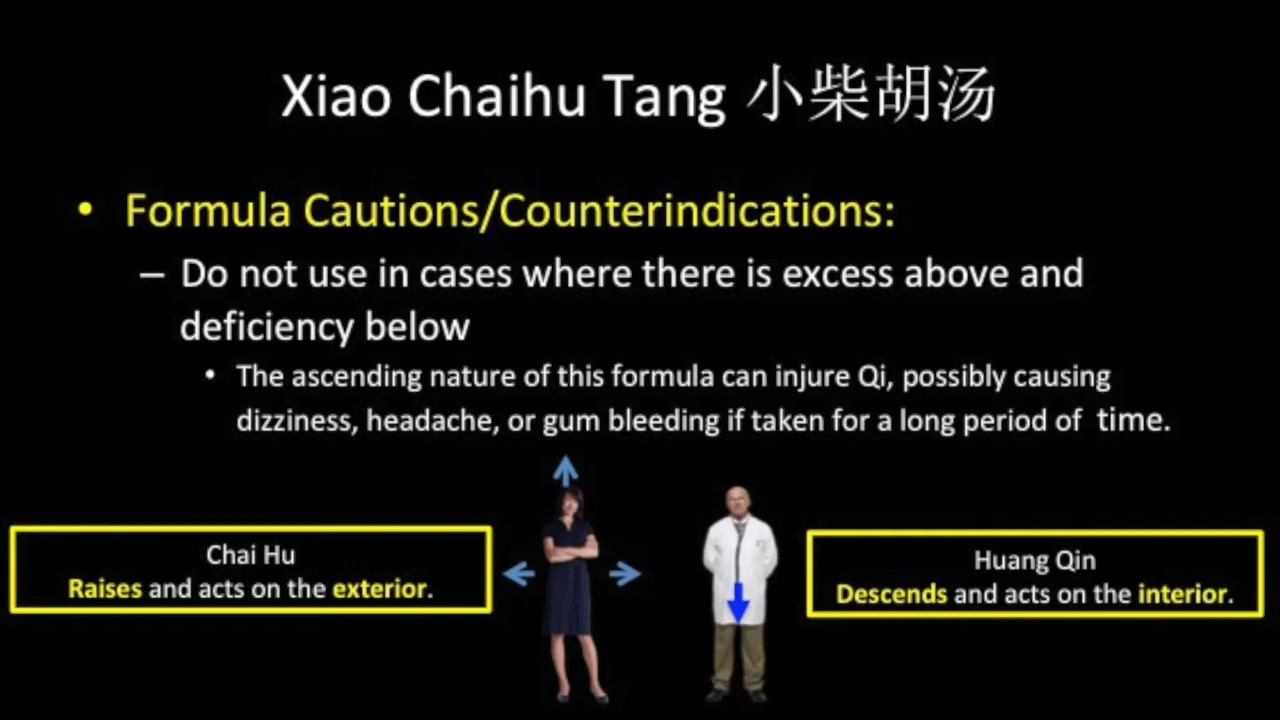 Xiao Chaihu Tang 小柴胡汤
• Formula Cautions/Counterindications:
– Do not use in cases where there is excess above and
deficiency below
• The ascending nature of this formula can injure Qi, possibly causing
dizziness, headache, or gum bleeding if taken for a long period of time.
Chai Hu
Raises and acts on the exterior.
Huang Qin
Descends and acts on the interior.